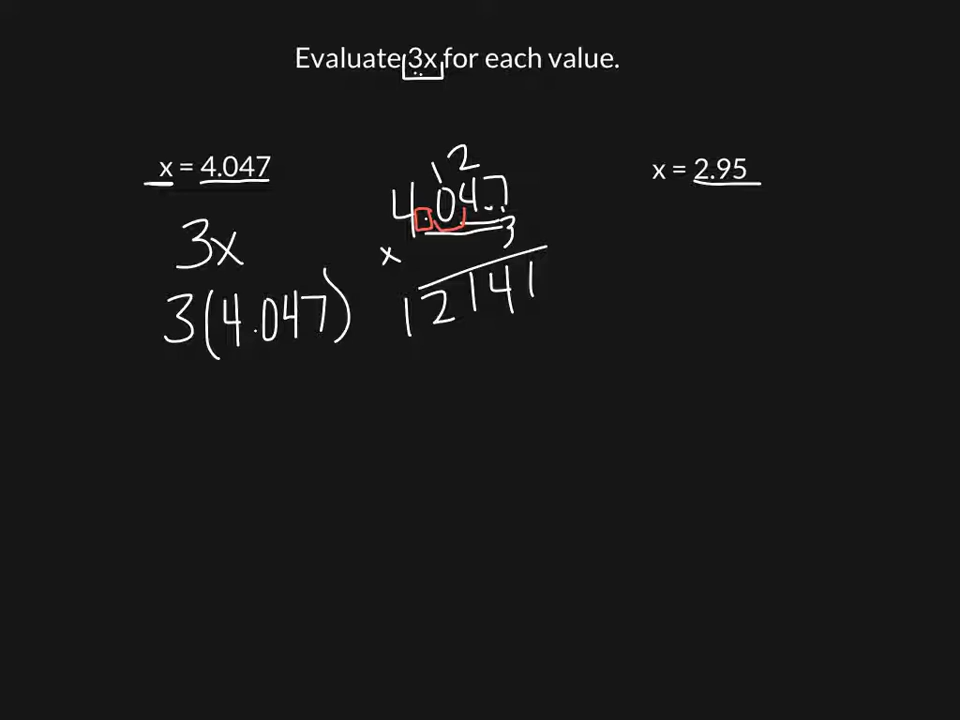 Evaluate 3x for each value.
x = 4.047
x = 2.95
3x
3(4.047)
1 2
4.047
x 3
12141